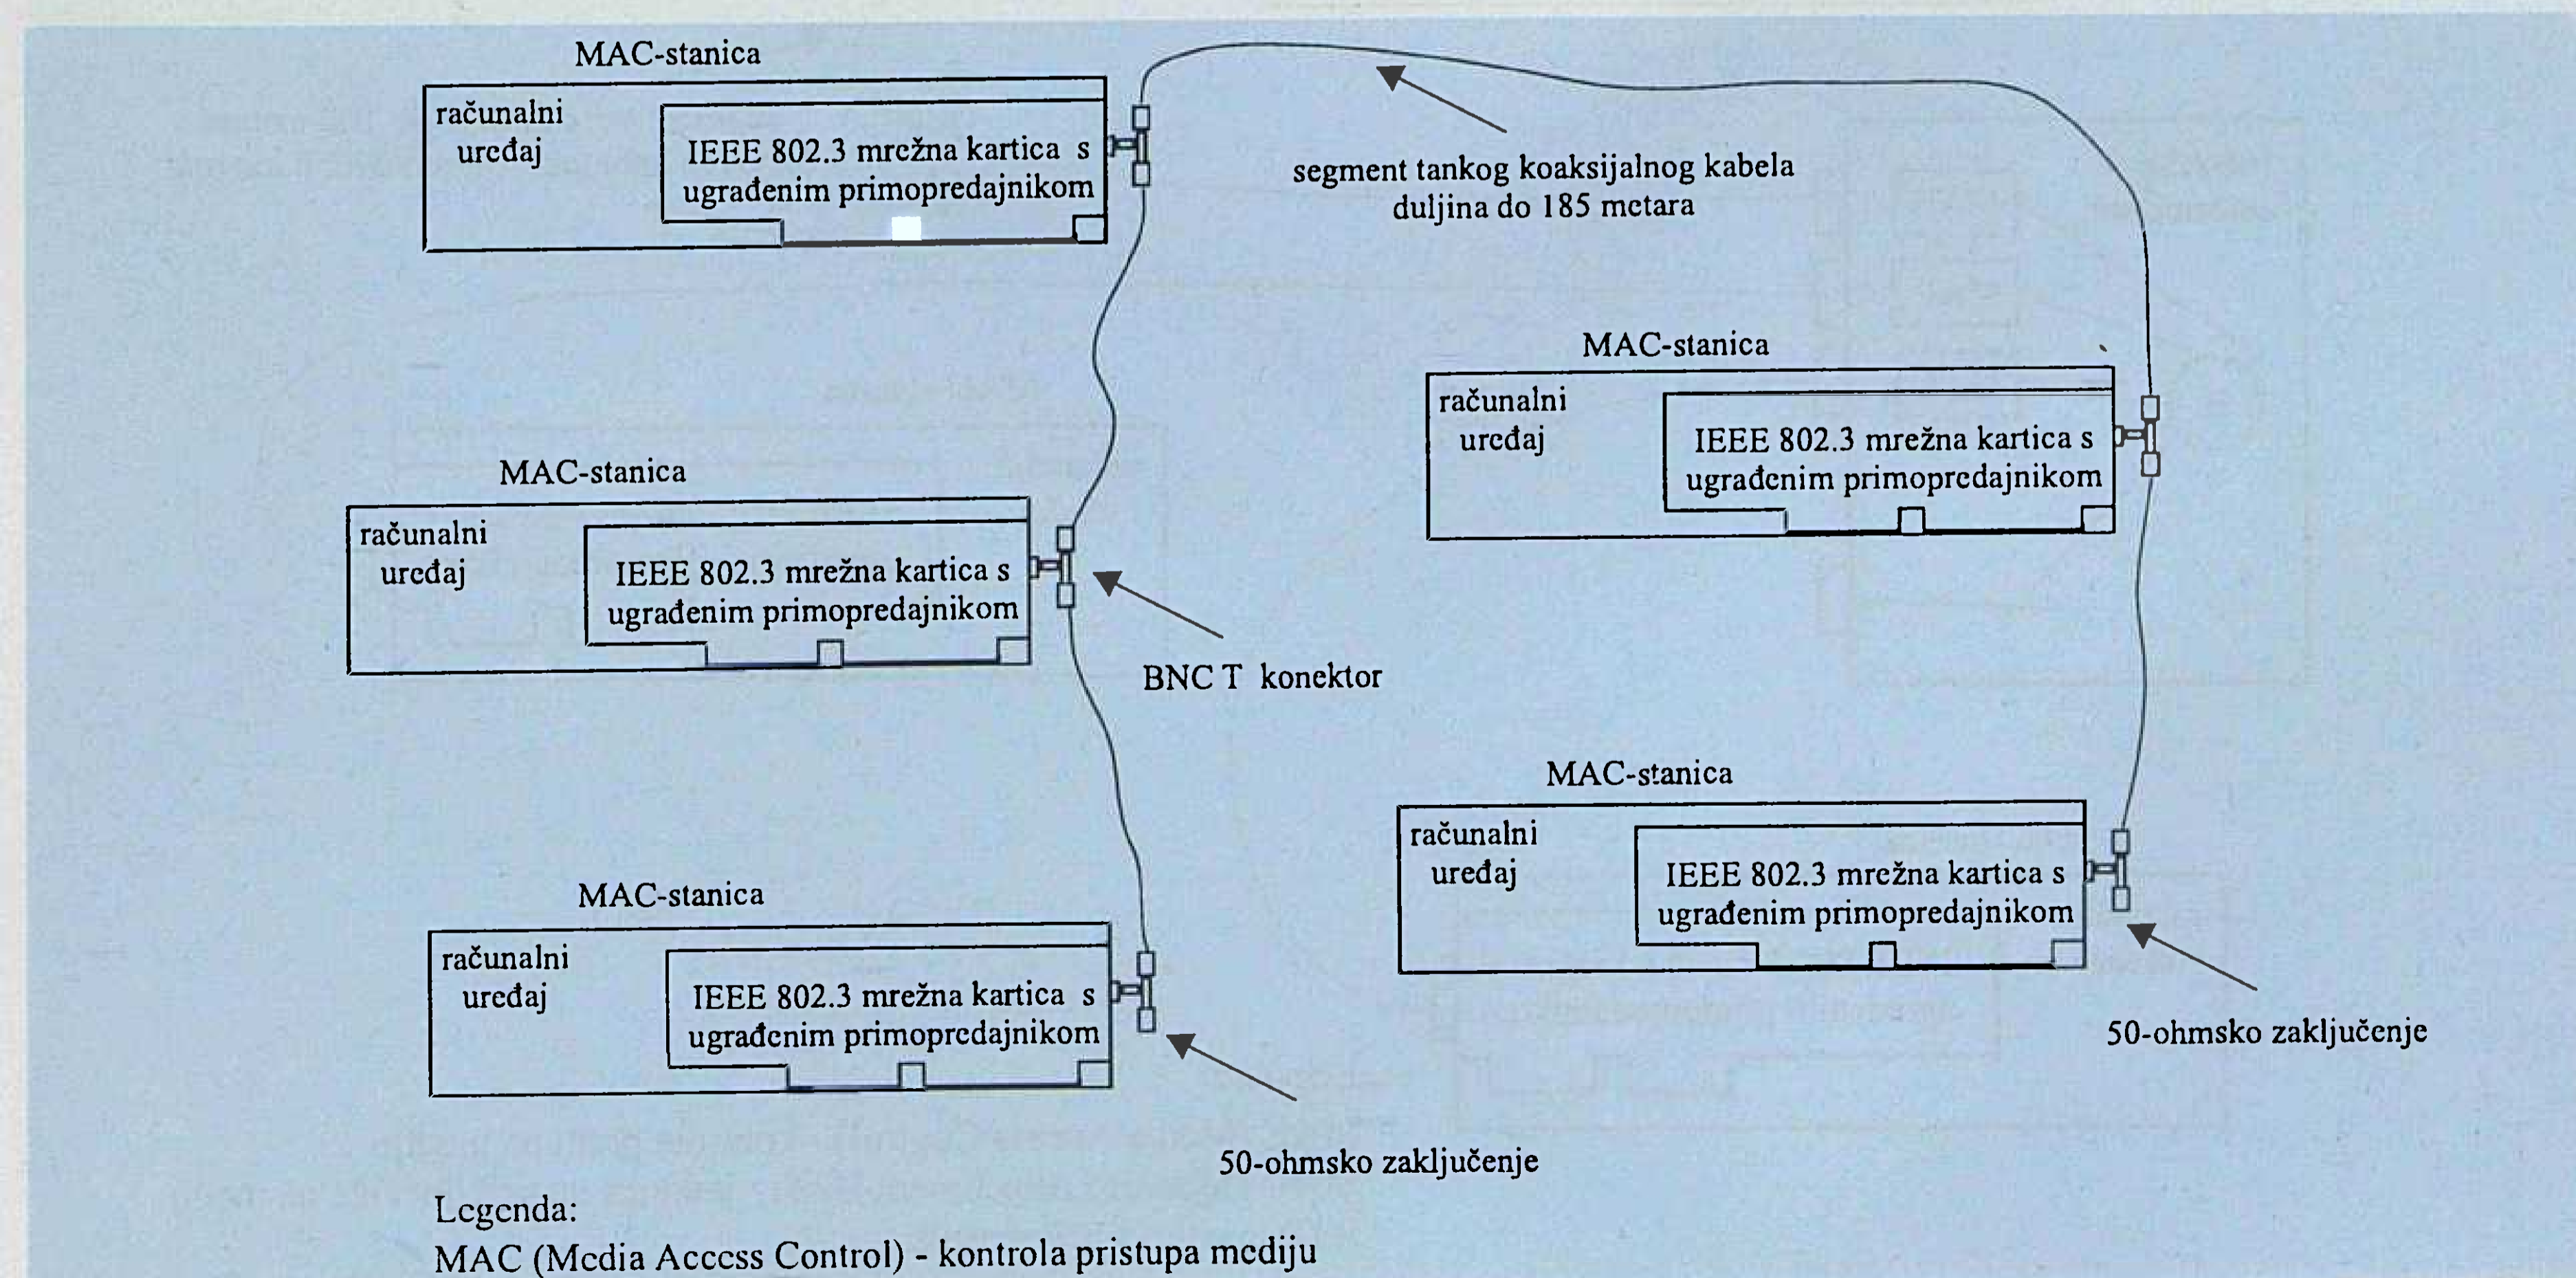 MAC-stanica
računalni
uređaj
IEEE 802.3 mrežna kartica s
ugrađenim primopredajnikom
segment tankog koaksijalnog kabela
duljina do 185 metara
MAC-stanica
računalni
uređaj
IEEE 802.3 mrežna kartica s
ugrađenim primopredajnikom
MAC-stanica
računalni
uređaj
IEEE 802.3 mrežna kartica s
ugrađenim primopredajnikom
BNC T konektor
MAC-stanica
računalni
uređaj
IEEE 802.3 mrežna kartica s
ugrađenim primopredajnikom
50-ohmsko zaključenje
MAC-stanica
računalni
uređaj
IEEE 802.3 mrežna kartica s
ugrađenim primopredajnikom
50-ohmsko zaključenje
Legenda:
MAC (Media Access Control) - kontrola pristupa mediju